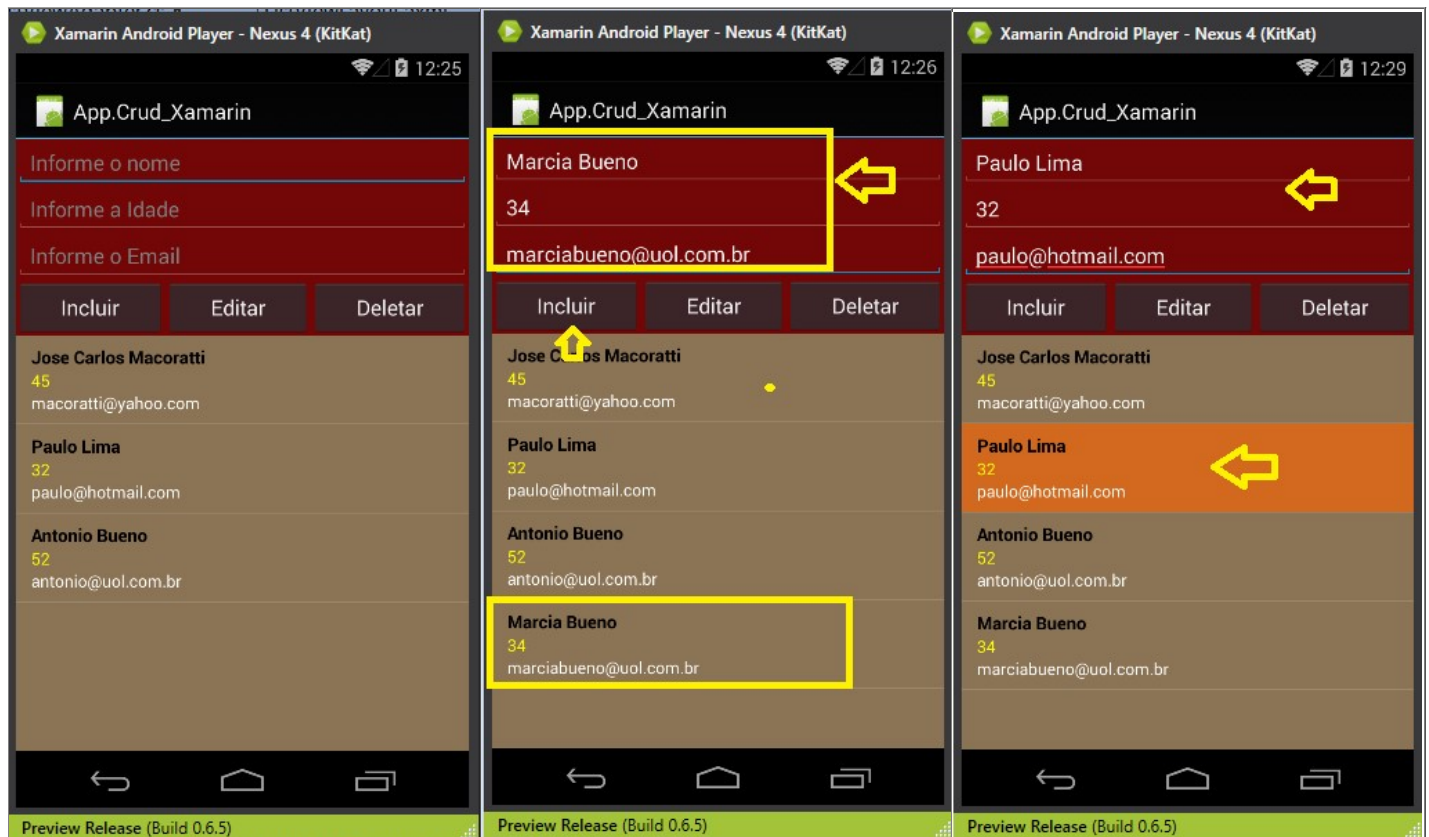 Xamarin Android Player - Nexus 4 (KitKat)
12:25
App.Crud_Xamarin
Informe o nome
Informe a Idade
Informe o Email
Incluir Editar Deletar
Jose Carlos Macoratti
45
macoratti@yahoo.com
Paulo Lima
32
paulo@hotmail.com
Antonio Bueno
52
antonio@uol.com.br
Preview Release (Build 0.6.5)
Xamarin Android Player - Nexus 4 (KitKat)
12:26
App.Crud_Xamarin
Marcia Bueno
34
marciabueno@uol.com.br
Incluir Editar Deletar
Jose Carlos Macoratti
45
macoratti@yahoo.com
Paulo Lima
32
paulo@hotmail.com
Antonio Bueno
52
antonio@uol.com.br
Marcia Bueno
34
marciabueno@uol.com.br
Preview Release (Build 0.6.5)
Xamarin Android Player - Nexus 4 (KitKat)
12:29
App.Crud_Xamarin
Paulo Lima
32
paulo@hotmail.com
Incluir Editar Deletar
Jose Carlos Macoratti
45
macoratti@yahoo.com
Paulo Lima
32
paulo@hotmail.com
Antonio Bueno
52
antonio@uol.com.br
Marcia Bueno
34
marciabueno@uol.com.br
Preview Release (Build 0.6.5)